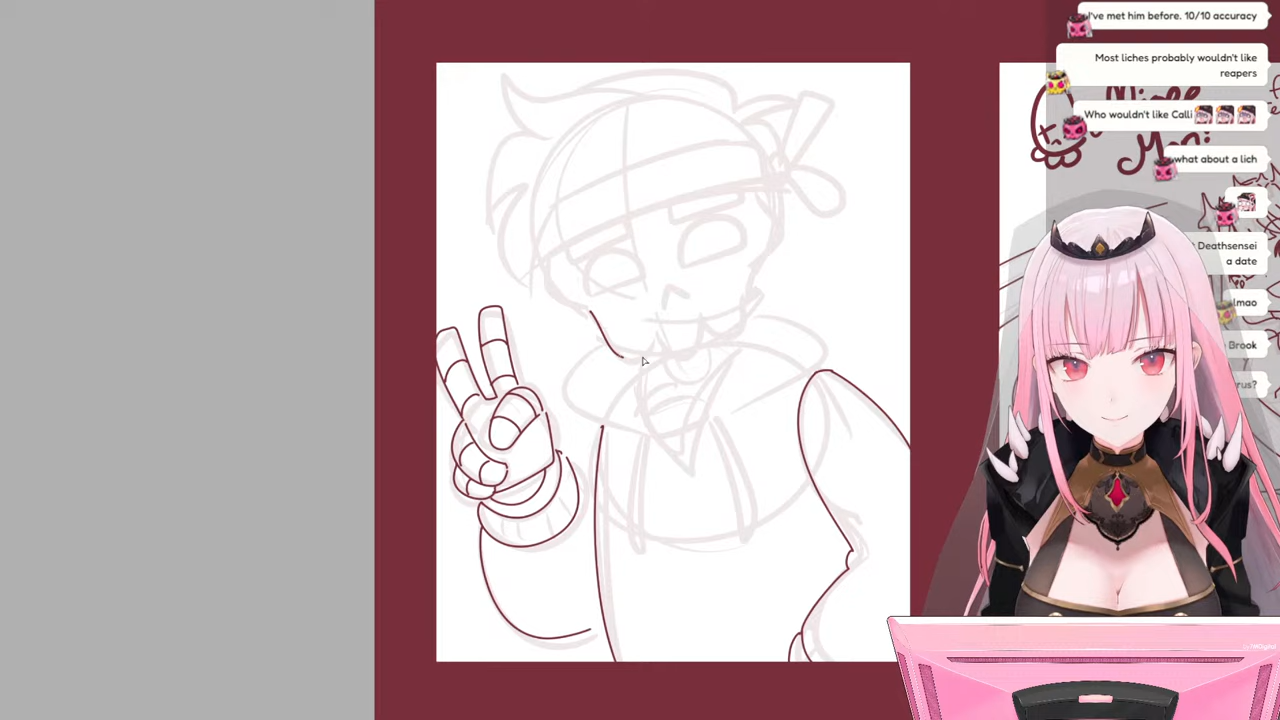 I've met him before. 10/10 accuracy
Most liches probably wouldn't like
reapers
Who wouldn't like Calli
what about a lich
Deathsensei
a date
lmao
Brook